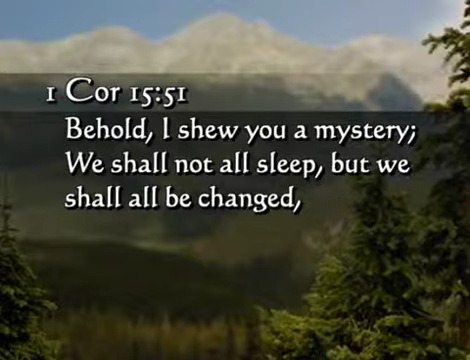 1 Cor 15:51
Behold, I shew you a mystery;
We shall not all sleep, but we
shall all be changed,